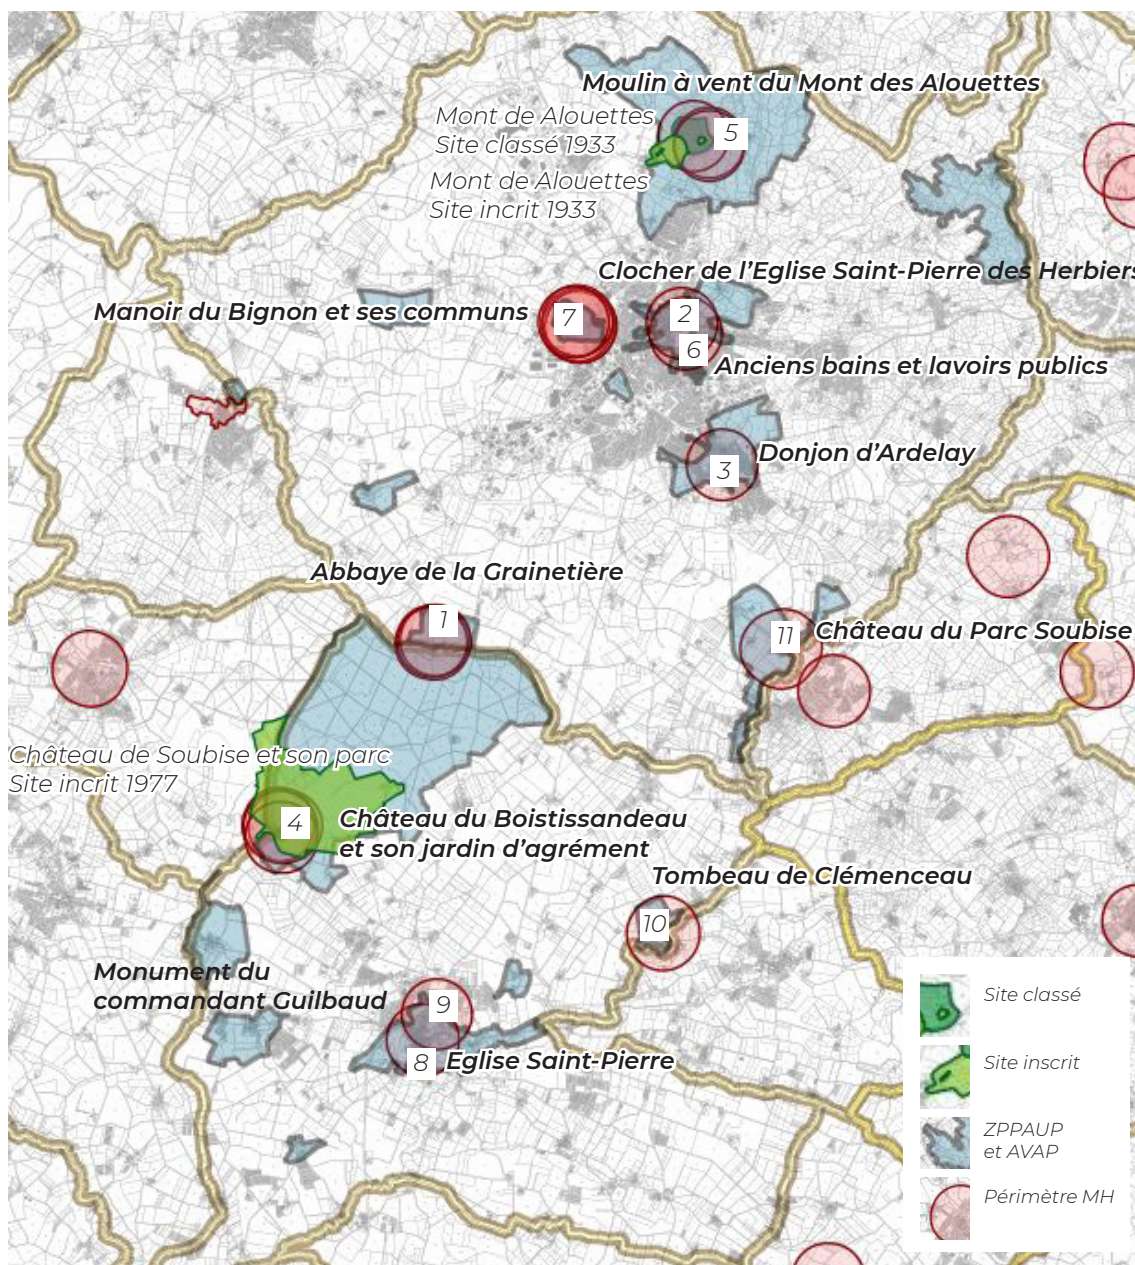 Moulin à vent du Mont des Alouettes
Mont de Alouettes
Site classé 1933
5
Mont de Alouettes
Site incrit 1933
Clocher de l'Eglise Saint-Pierre des Herbiers
Manoir du Bignon et ses communs
7
2
6
Anciens bains et lavoirs publics
Donjon d'Ardelay
3
Abbaye de la Grainetière
1
11
Château du Parc Soubise
Château de Soubise et son parc
Site incrit 1977
4
Château du Boistissandeau
et son jardin d'agrément
Tombeau de Clémenceau
10
Monument du
commandant Guilbaud
9
8
Eglise Saint-Pierre
Site classé
Site inscrit
ZPPAUP
et AVAP
Périmètre MH